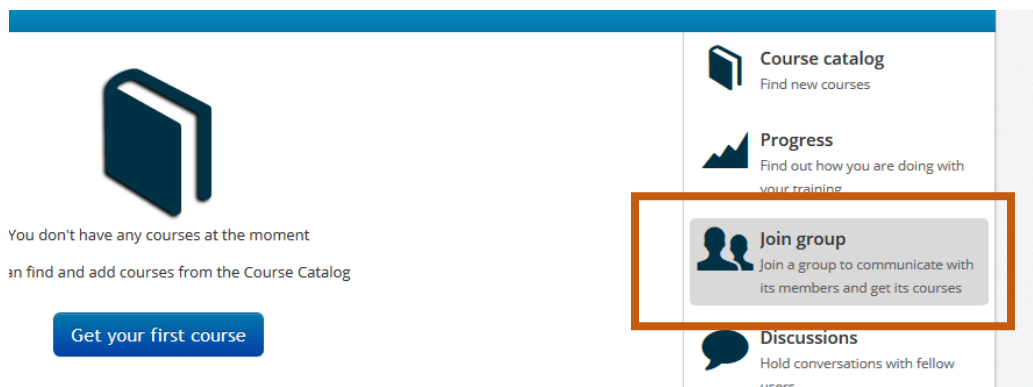 You don't have any courses at the moment
an find and add courses from the Course Catalog
Get your first course
Course catalog
Find new courses
Progress
Find out how you are doing with
your training
Join group
Join a group to communicate with
its members and get its courses
Discussions
Hold conversations with fellow
users